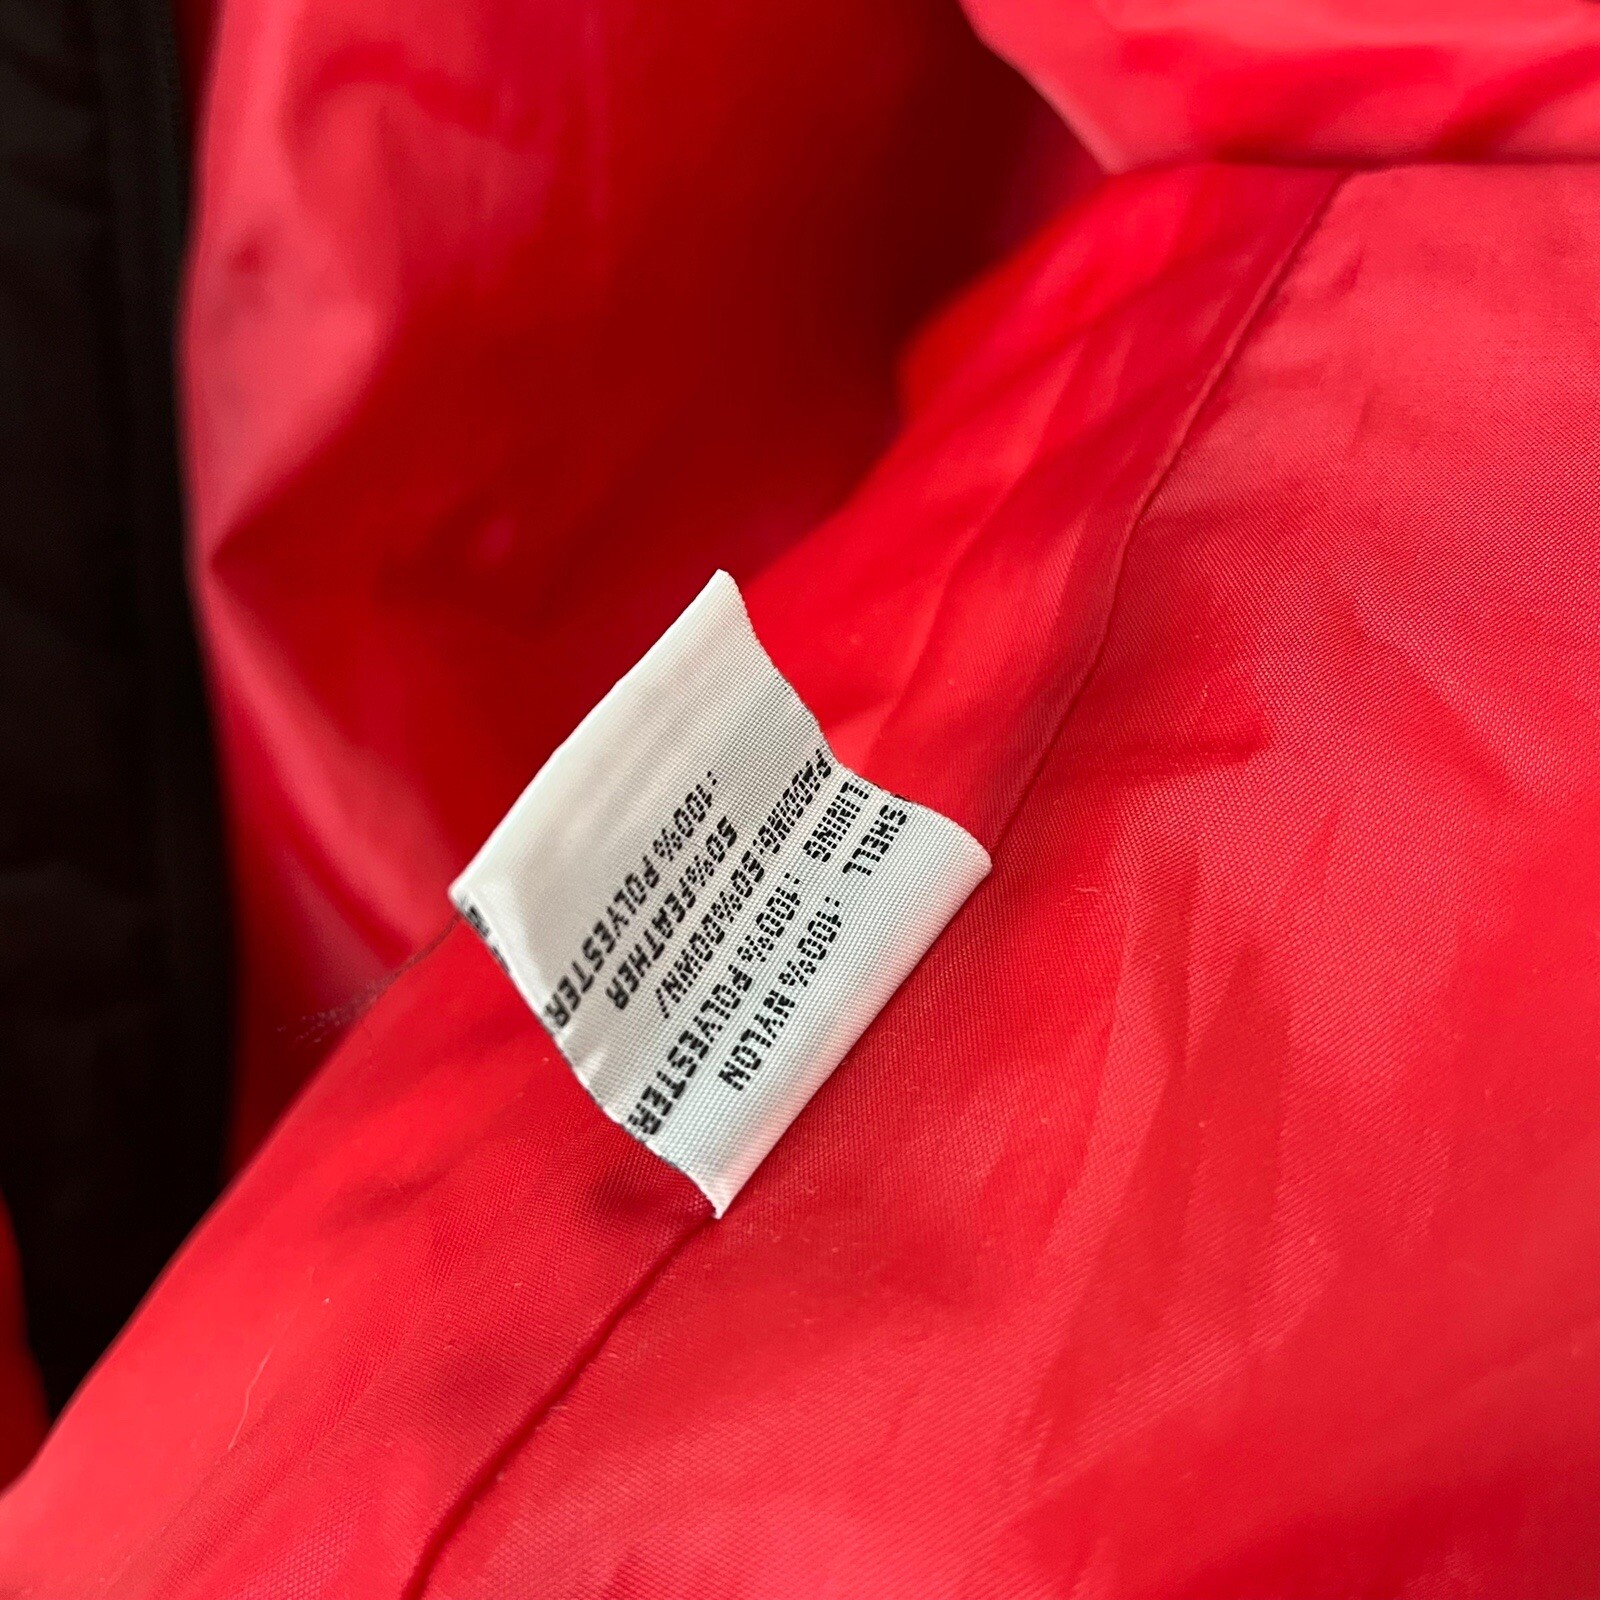 SHELL :100% NYLON
LINING :100% POLYESTER
PADDING:50%DOWN/
50%FEATHER
:100% POLYESTER